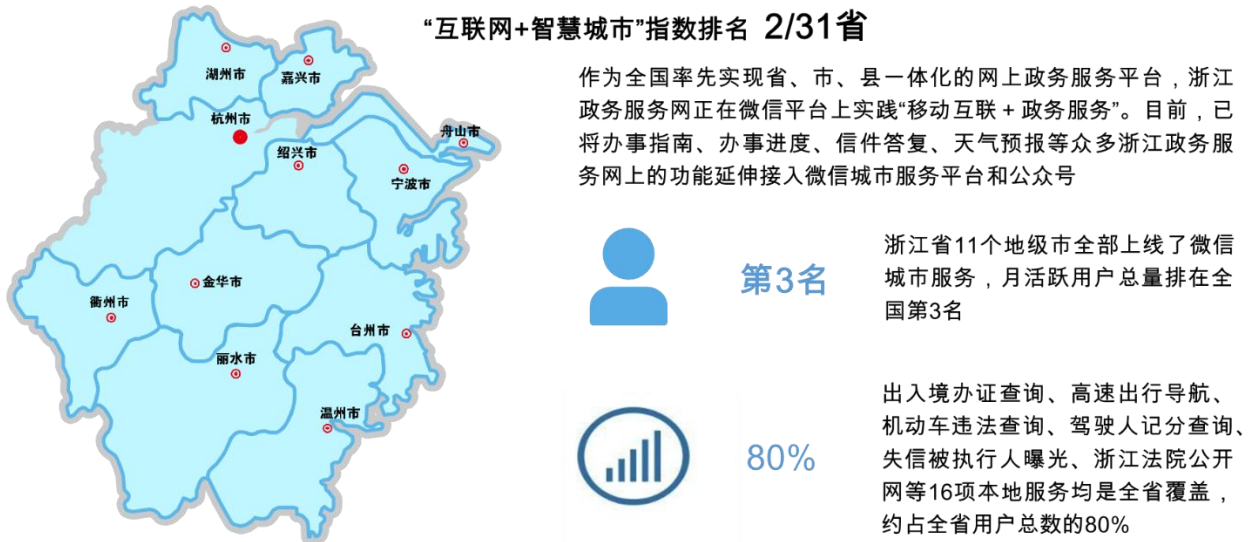 “互联网+智慧城市”指数排名 2/31省
作为全国率先实现省、市、县一体化的网上政务服务平台，浙江
政务服务网正在微信平台上实践“移动互联 + 政务服务”。目前，已
将办事指南、办事进度、信件答复、天气预报等众多浙江政务服
务网上的功能延伸接入微信城市服务平台和公众号
湖州市
嘉兴市
杭州市
舟山市
绍兴市
宁波市
金华市
衢州市
台州市
丽水市
温州市
第3名
浙江省11个地级市全部上线了微信
城市服务，月活跃用户总量排在全
国第3名
80%
出入境办证查询、高速出行导航、
机动车违法查询、驾驶人记分查询、
失信被执行人曝光、浙江法院公开
网等16项本地服务均是全省覆盖，
约占全省用户总数的80%